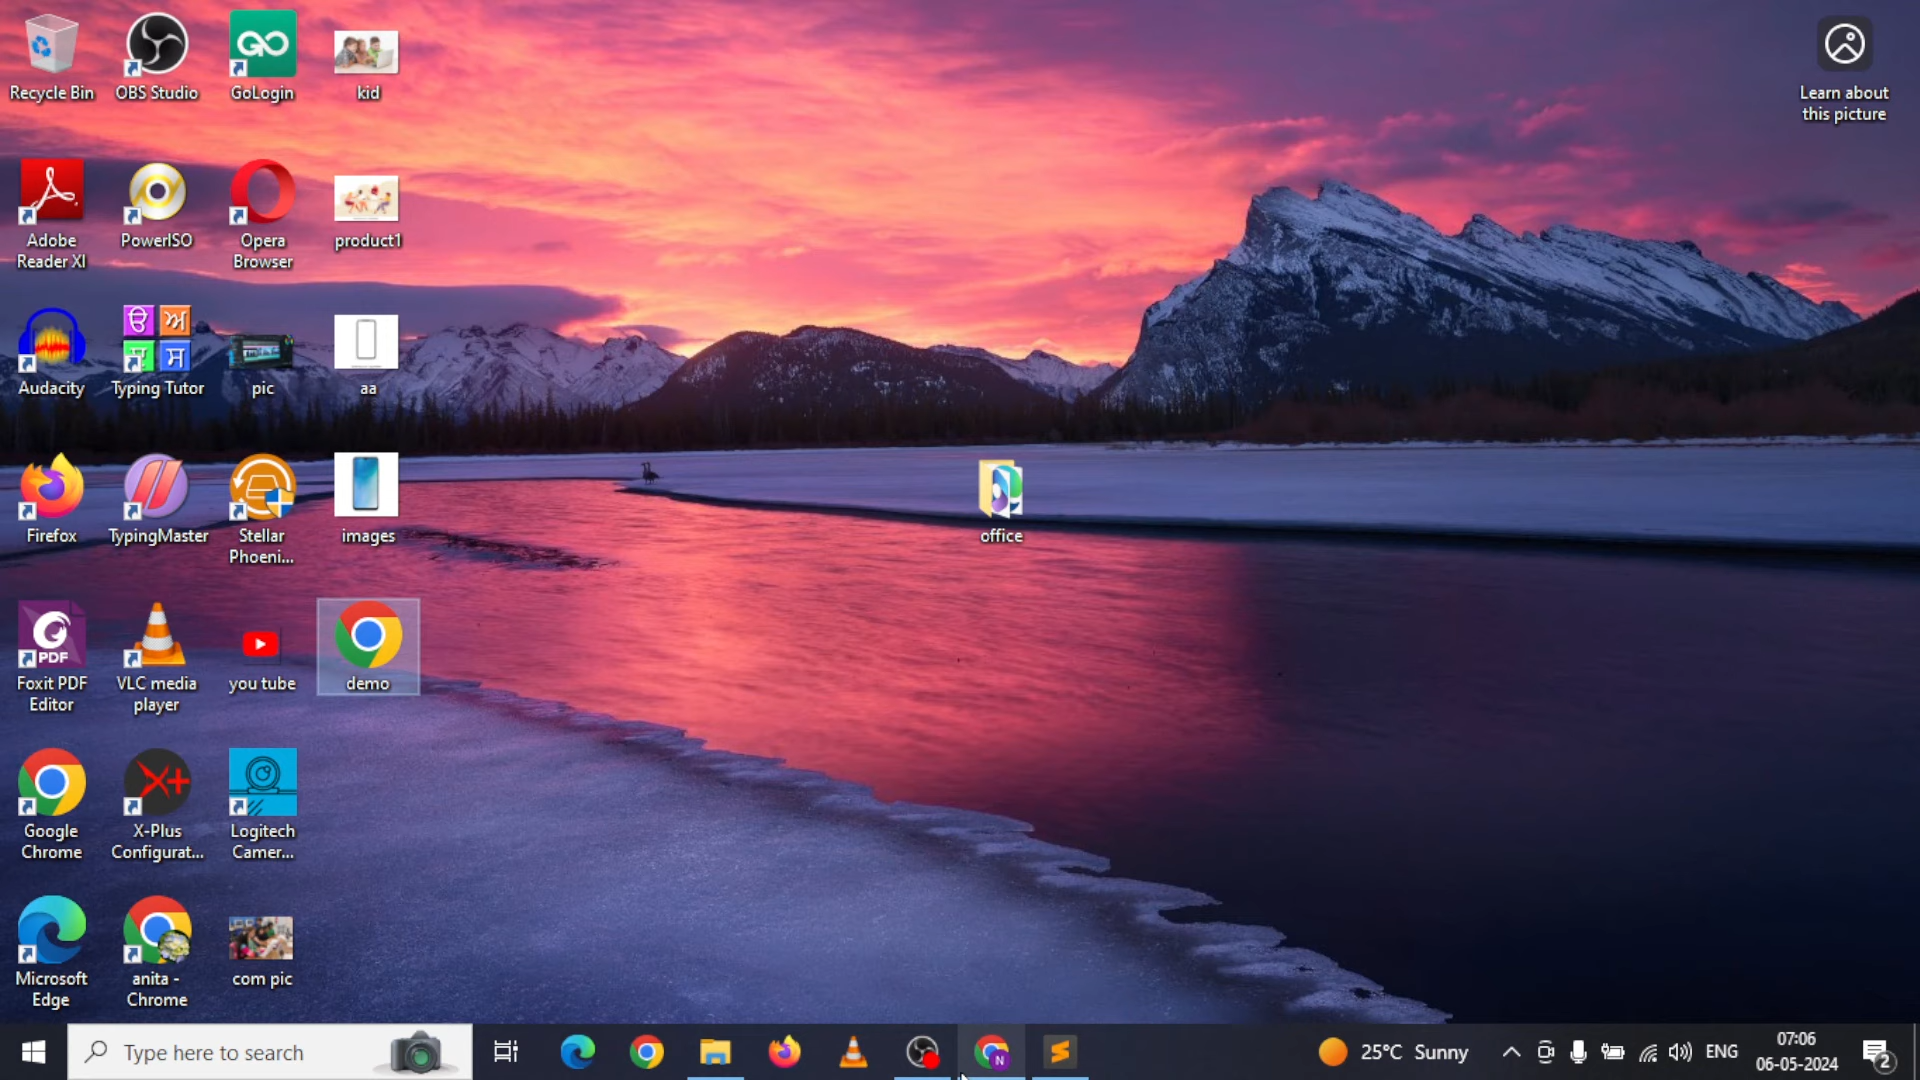 Recycle Bin
OBS Studio
GoLogin
kid
Learn about
this picture
Adobe
Reader XI
PowerISO
Opera
Browser
product1
Audacity
Typing Tutor
pic
aa
Firefox
TypingMaster
Stellar
Phoeni...
images
office
PDF
Foxit PDF
Editor
VLC media
player
you tube
demo
Google
Chrome
X-Plus
Configurat...
Logitech
Camer...
Microsoft
Edge
anita -
Chrome
com pic
Type here to search
N
25°C Sunny
ENG
07:06
06-05-2024
2